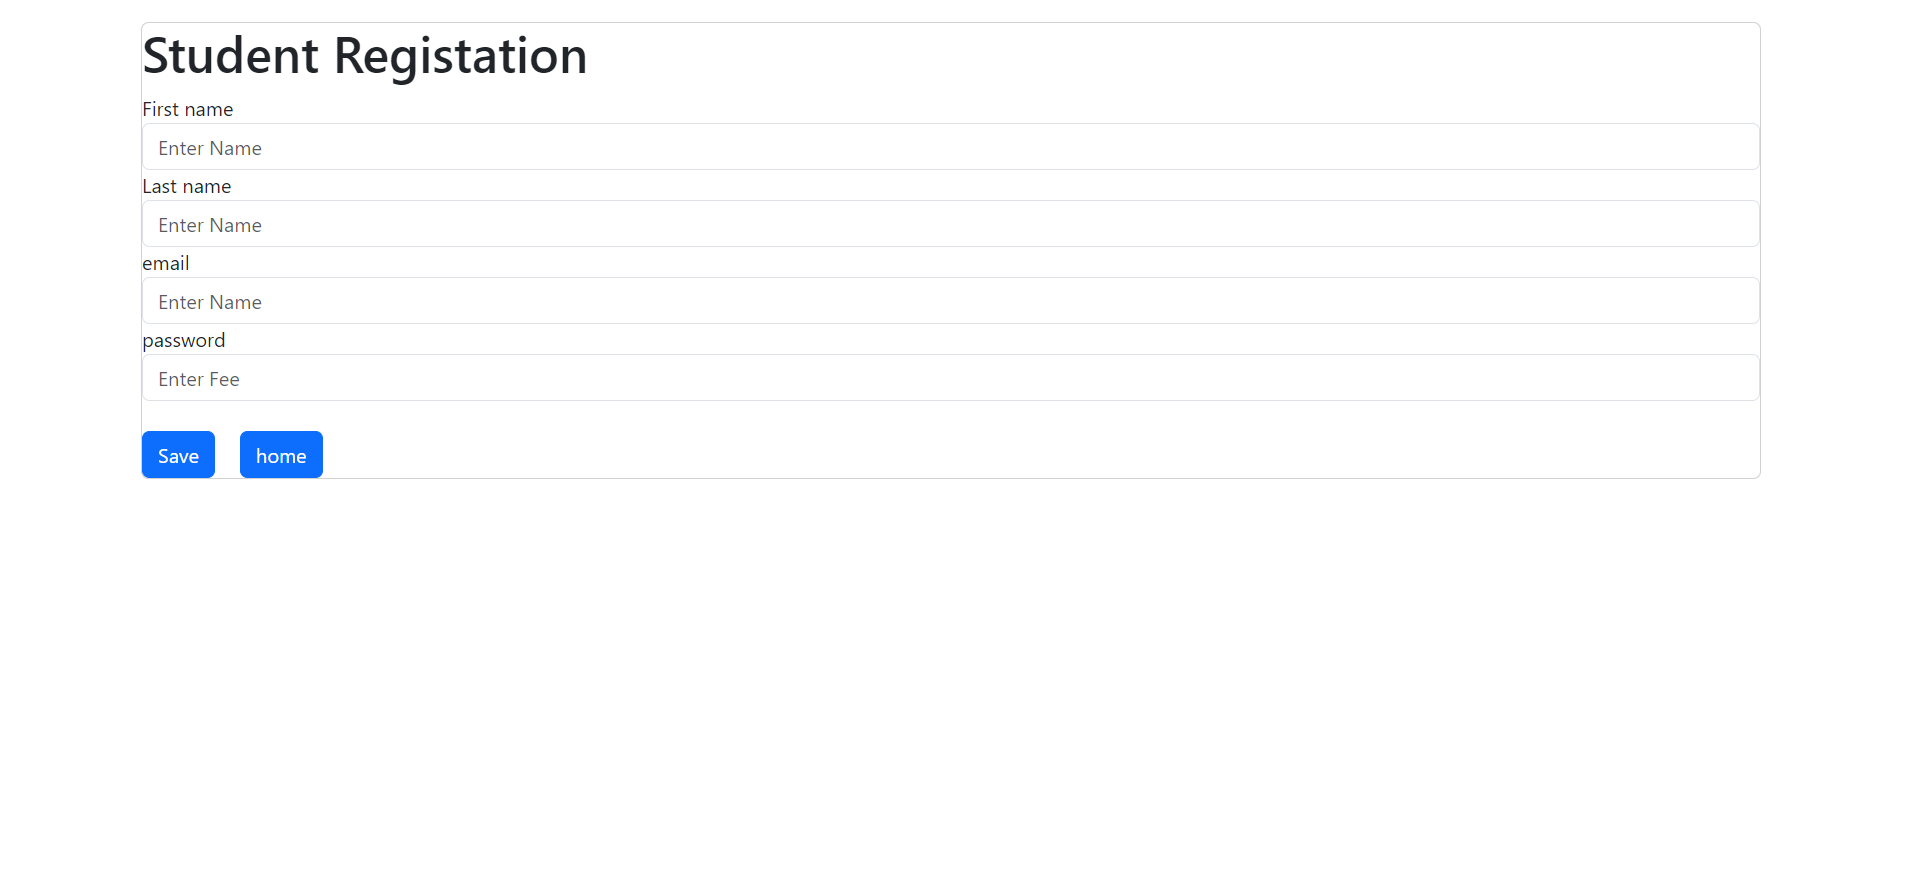 Student Registation
First name
Enter Name
Last name
Enter Name
email
Enter Name
password
Enter Fee
Save home